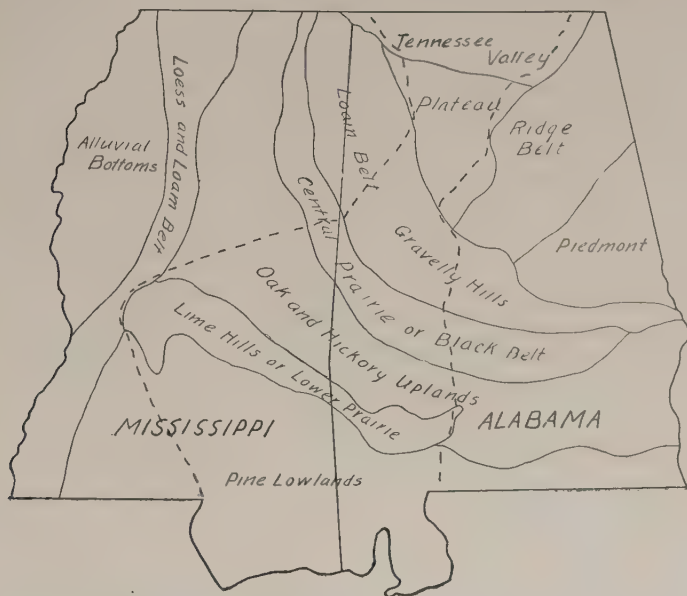 Tennessee
Valley
Loess and Loam Belt
Loam Belt
Plateau
Ridge
Belt
Alluvial
Bottoms
Central Prairie or Black Belt
Gravelly Hills
Piedmont
Oak and Hickory Uplands
Lime Hills or Lower Prairie
MISSISSIPPI
ALABAMA
Pine Lowlands